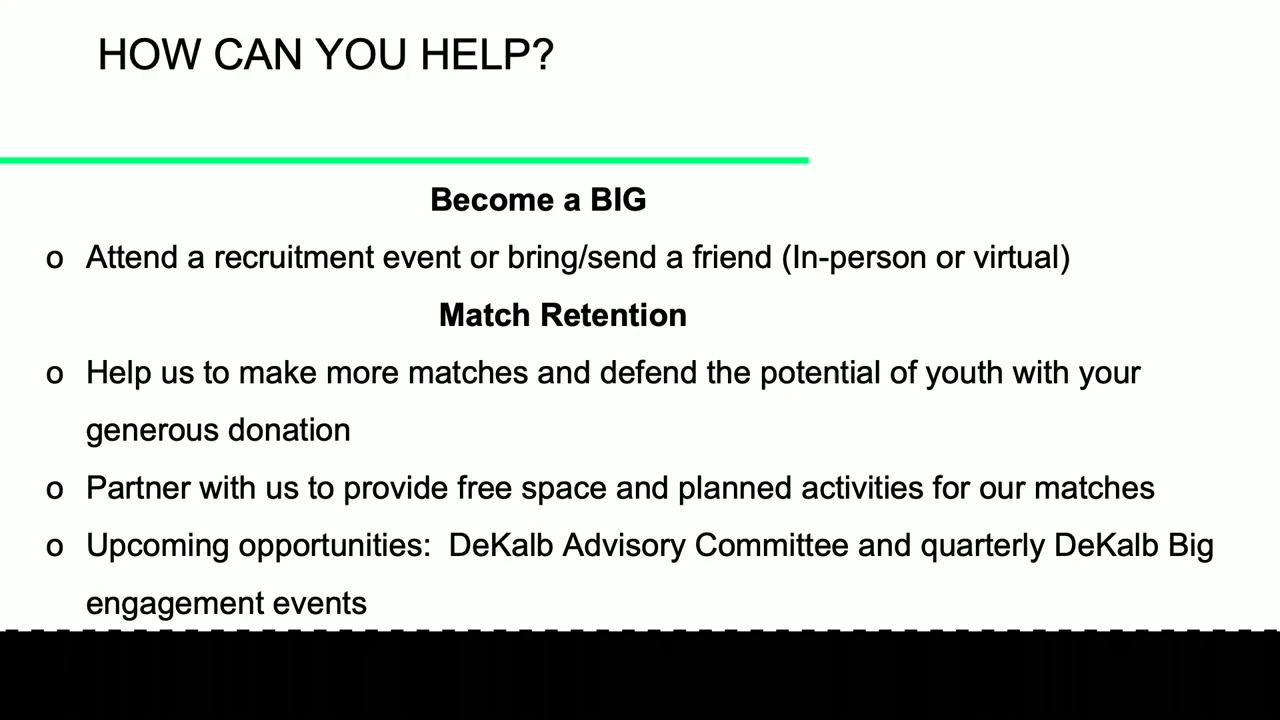 HOW CAN YOU HELP?
Become a BIG
o Attend a recruitment event or bring/send a friend (In-person or virtual)
Match Retention
o Help us to make more matches and defend the potential of youth with your
generous donation
o Partner with us to provide free space and planned activities for our matches
o Upcoming opportunities:  DeKalb Advisory Committee and quarterly DeKalb Big
engagement events